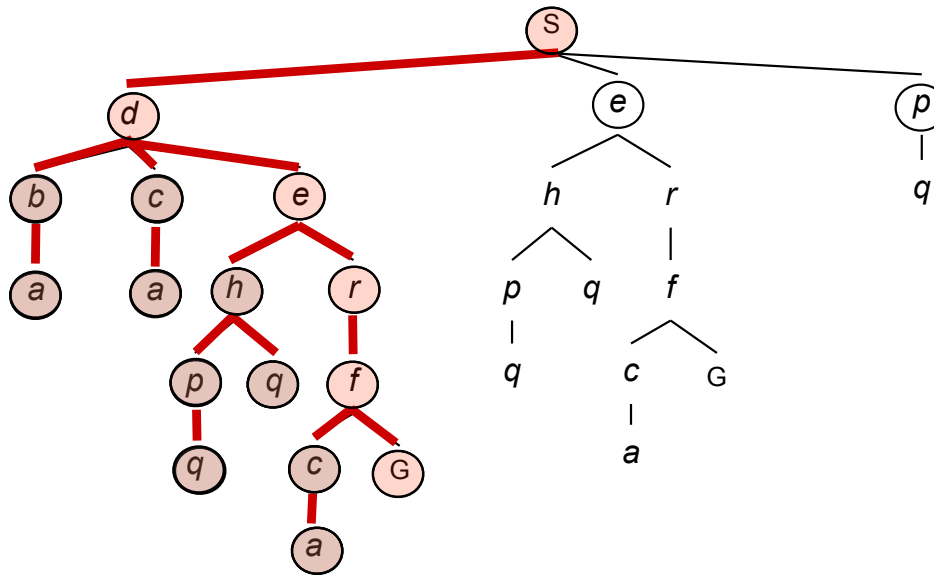 S
d e p
b c e h r q
a a h r p q f
p q f q c G
q c G a
a